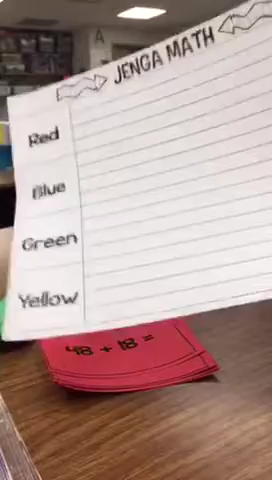 JENGA MATH
Red
Blue
Green
Yellow
48 + 18 =